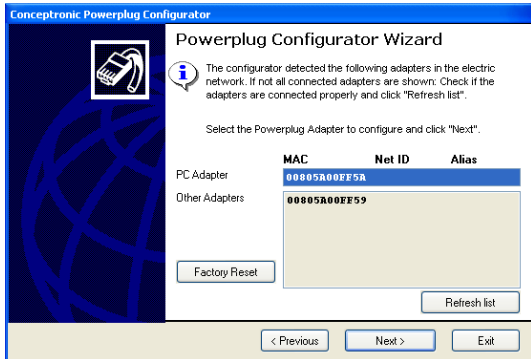 Conceptronic Powerplug Configurator
Powerplug Configurator Wizard
The configurator detected the following adapters in the electric
network. If not all connected adapters are shown: Check if the
adapters are connected properly and click "Refresh list".
Select the Powerplug Adapter to configure and click "Next".
MAC Net ID Alias
PC Adapter 00805A00FF5A
Other Adapters 00805A00FF59
Factory Reset
Refresh list
< Previous Next > Exit